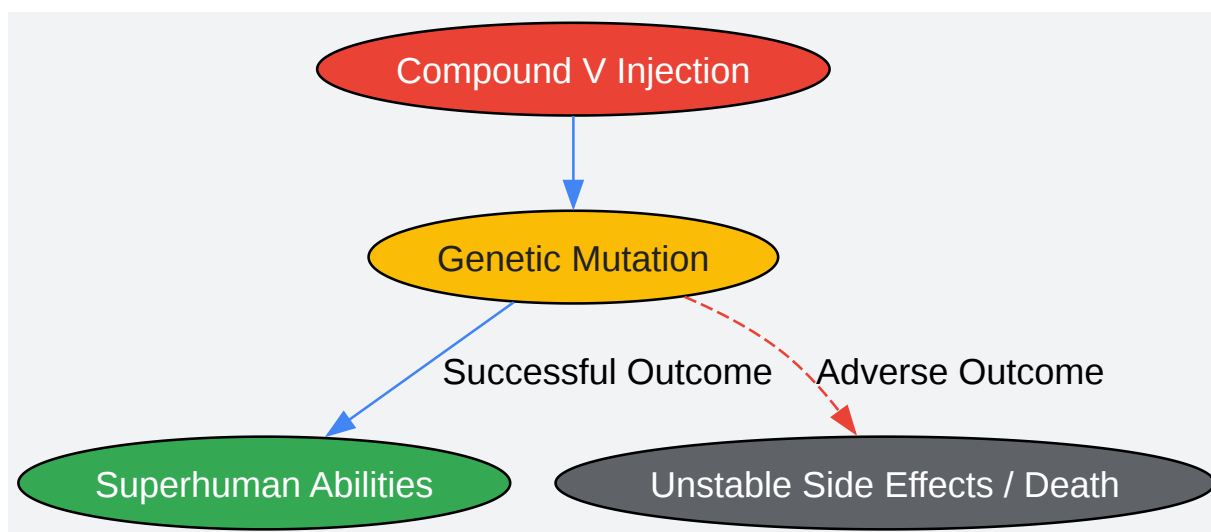 Compound V Injection
Genetic Mutation
Successful Outcome
Adverse Outcome
Superhuman Abilities
Unstable Side Effects / Death